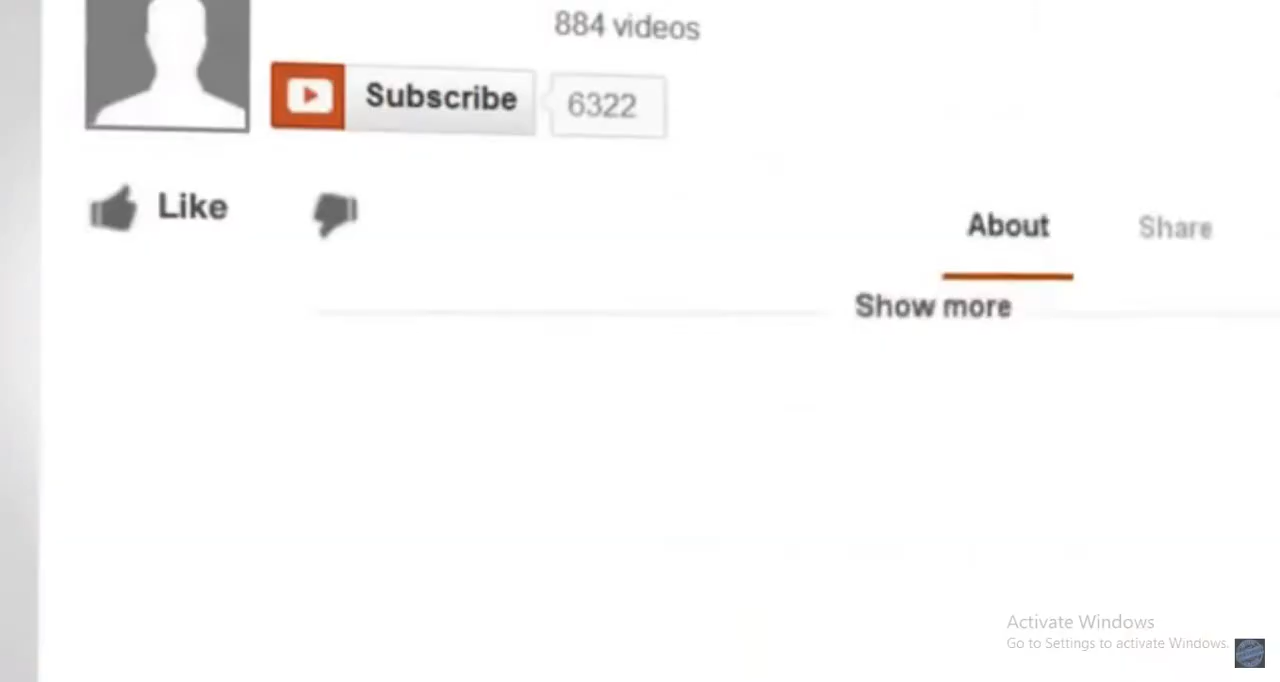 884 videos
Subscribe 6322
Like
About Share
Show more
Activate Windows
Go to Settings to activate Windows.